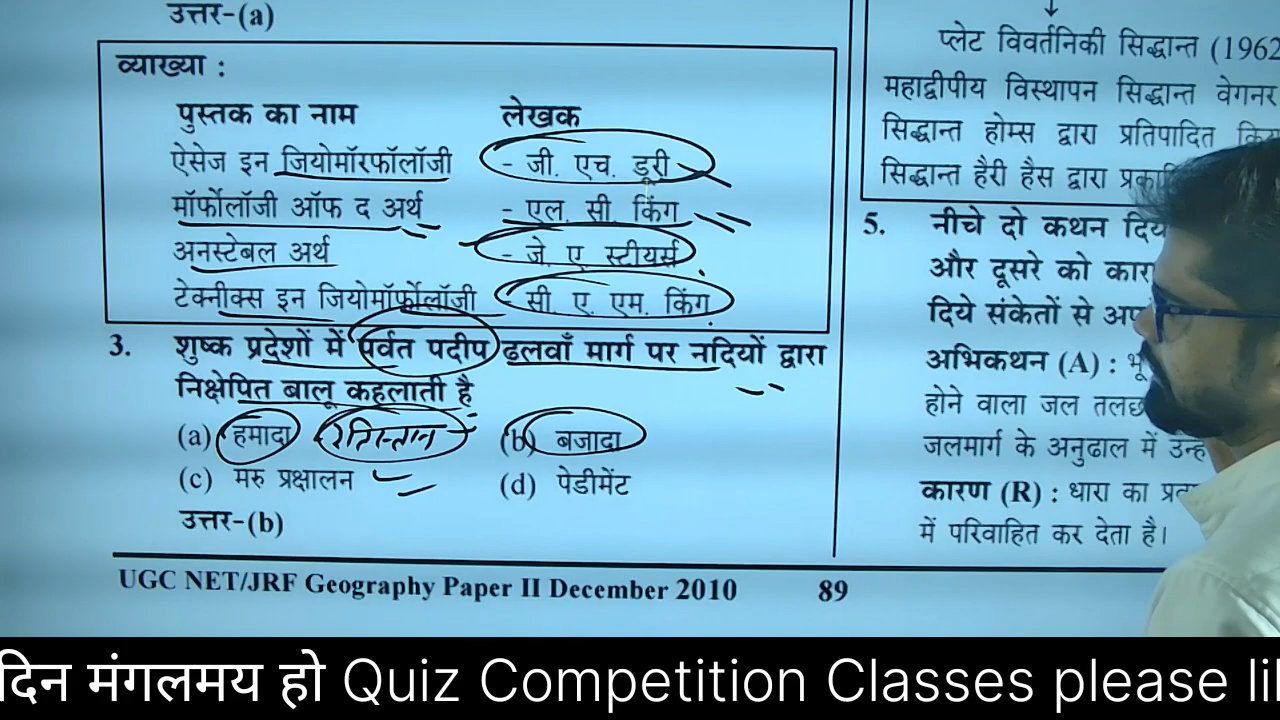 उत्तर-(a)
व्याख्या :
पुस्तक का नाम लेखक
ऐसेज इन जियोमॉरफॉलॉजी - जी. एच. डूरी
मॉर्फोलॉजी ऑफ द अर्थ - एल. सी. किंग
अनस्टेबल अर्थ - जे. ए. स्टीयर्स
टेक्नीक्स इन जियोमॉर्फोलॉजी - सी. ए. एम. किंग
3. शुष्क प्रदेशों में पर्वत पदीप ढलवाँ मार्ग पर नदियों द्वारा
निक्षेपित बालू कहलाती है
(a) हमादा (b) बजादा
(c) मरु प्रक्षालन (d) पेडीमेंट
उत्तर-(b)
UGC NET/JRF Geography Paper II December 2010 89
प्लेट विवर्तनिकी सिद्धान्त (1962
महाद्वीपीय विस्थापन सिद्धान्त वेगनर
सिद्धान्त होम्स द्वारा प्रतिपादित
सिद्धान्त हैरी हैस द्वारा
5. नीचे दो कथन
और दूसरे को
दिये संकेतों से
अभिकथन (A) :
होने वाला जल
जलमार्ग के अनुढाल में
कारण (R) : धारा का
में परिवाहित कर देता है।
दिन मंगलमय हो Quiz Competition Classes please